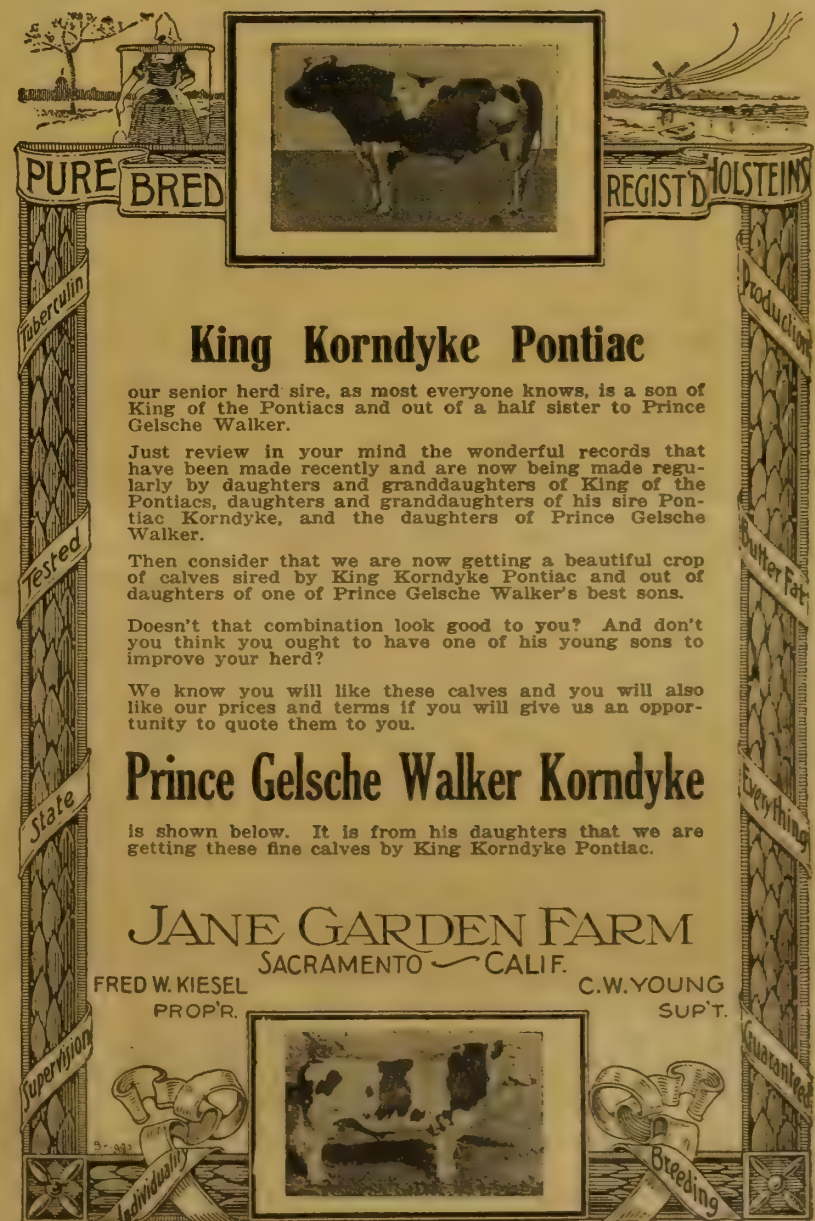 PURE BRED REGIST'D HOLSTEINS
Tuberculin
Tested
State
Supervision
Individuality
Production
Butter Fat
Everything
Guaranteed
Breeding
King Korndyke Pontiac
our senior herd sire, as most everyone knows, is a son of
King of the Pontiacs and out of a half sister to Prince
Gelsche Walker.
Just review in your mind the wonderful records that
have been made recently and are now being made regu-
larly by daughters and granddaughters of King of the
Pontiacs, daughters and granddaughters of his sire Pon-
tiac Korndyke, and the daughters of Prince Gelsche
Walker.
Then consider that we are now getting a beautiful crop
of calves sired by King Korndyke Pontiac and out of
daughters of one of Prince Gelsche Walker's best sons.
Doesn't that combination look good to you? And don't
you think you ought to have one of his young sons to
improve your herd?
We know you will like these calves and you will also
like our prices and terms if you will give us an oppor-
tunity to quote them to you.
Prince Gelsche Walker Korndyke
is shown below. It is from his daughters that we are
getting these fine calves by King Korndyke Pontiac.
JANE GARDEN FARM
SACRAMENTO CALIF.
FRED W. KIESEL C.W. YOUNG
PROP'R. SUP'T.